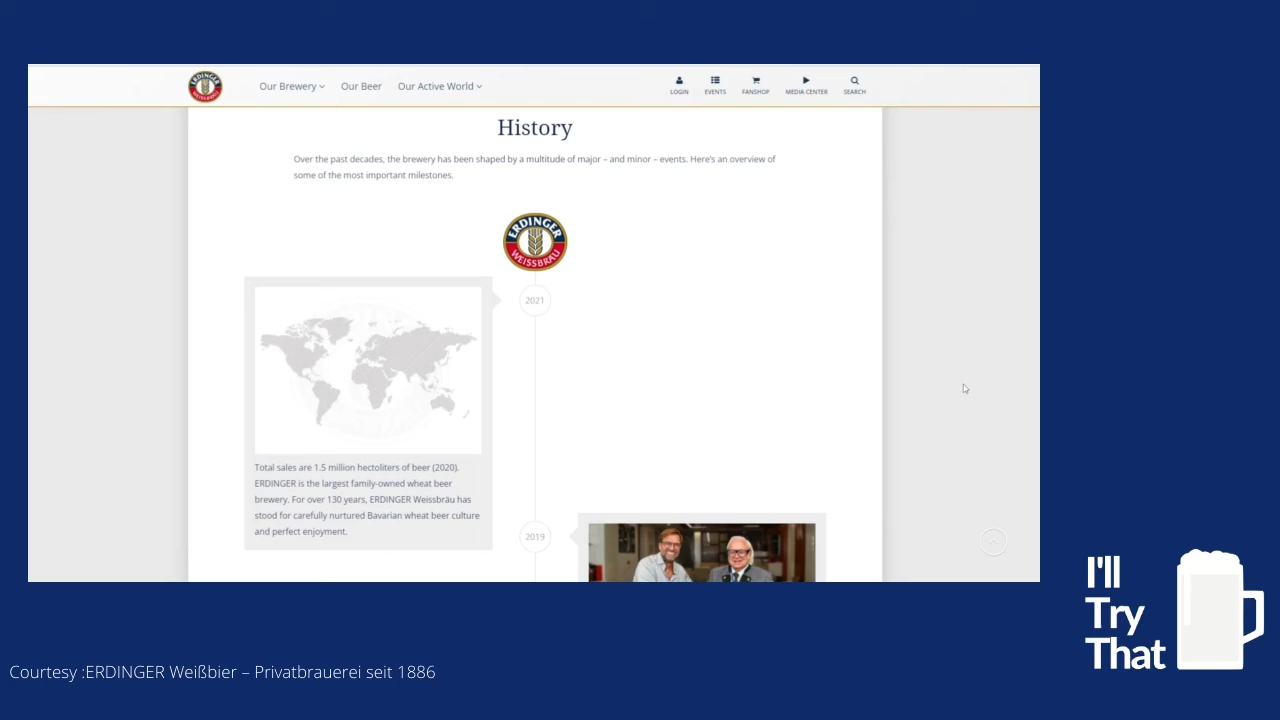 ERDINGER
WEISSBRÄU
Our Brewery
Our Beer
Our Active World
LOGIN
EVENTS
FANSHOP
MEDIA CENTER
SEARCH
History
Over the past decades, the brewery has been shaped by a multitude of major – and minor – events. Here's an overview of
some of the most important milestones.
ERDINGER
WEISSBRÄU
2021
Total sales are 1.5 million hectoliters of beer (2020).
ERDINGER is the largest family-owned wheat beer
brewery. For over 130 years, ERDINGER Weissbräu has
stood for carefully nurtured Bavarian wheat beer culture
and perfect enjoyment.
2019
I'll
Try
That
Courtesy :ERDINGER Weißbier – Privatbrauerei seit 1886